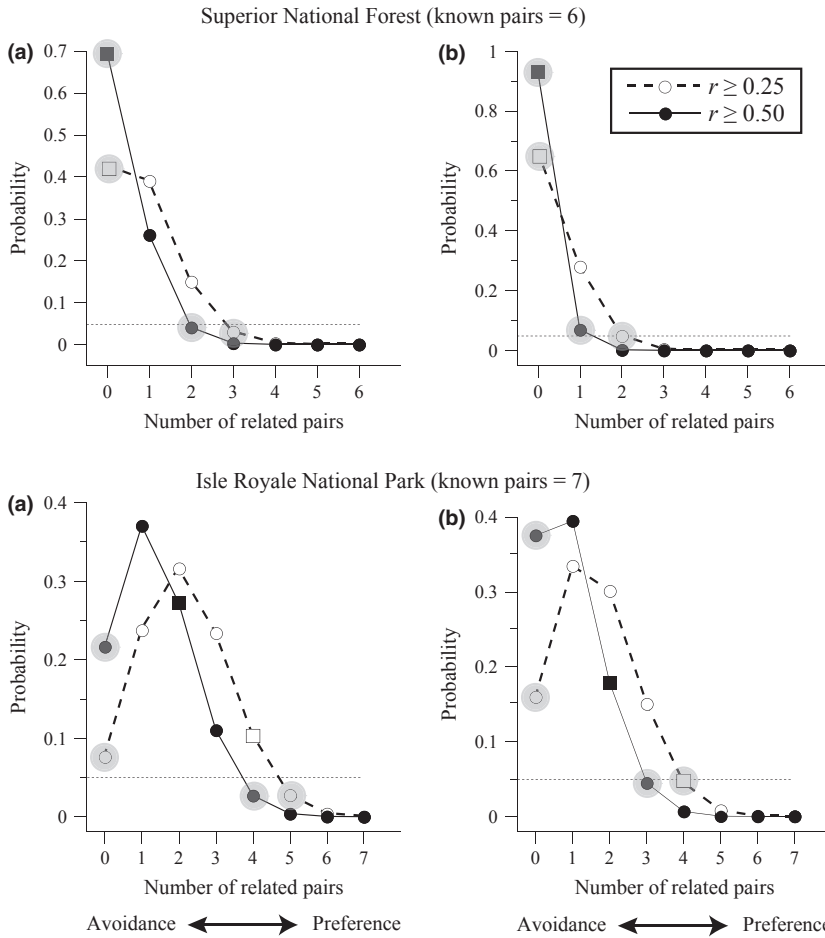 Superior National Forest (known pairs = 6)
(a)
0.7
0.6
0.5
0.4
0.3
0.2
0.1
0
Probability
0 1 2 3 4 5 6
Number of related pairs
(b)
1
0.8
0.6
0.4
0.2
0
Probability
r ≥ 0.25
r ≥ 0.50
0 1 2 3 4 5 6
Number of related pairs
Isle Royale National Park (known pairs = 7)
(a)
0.4
0.3
0.2
0.1
0
Probability
0 1 2 3 4 5 6 7
Number of related pairs
Avoidance Preference
(b)
0.4
0.3
0.2
0.1
0
Probability
0 1 2 3 4 5 6 7
Number of related pairs
Avoidance Preference